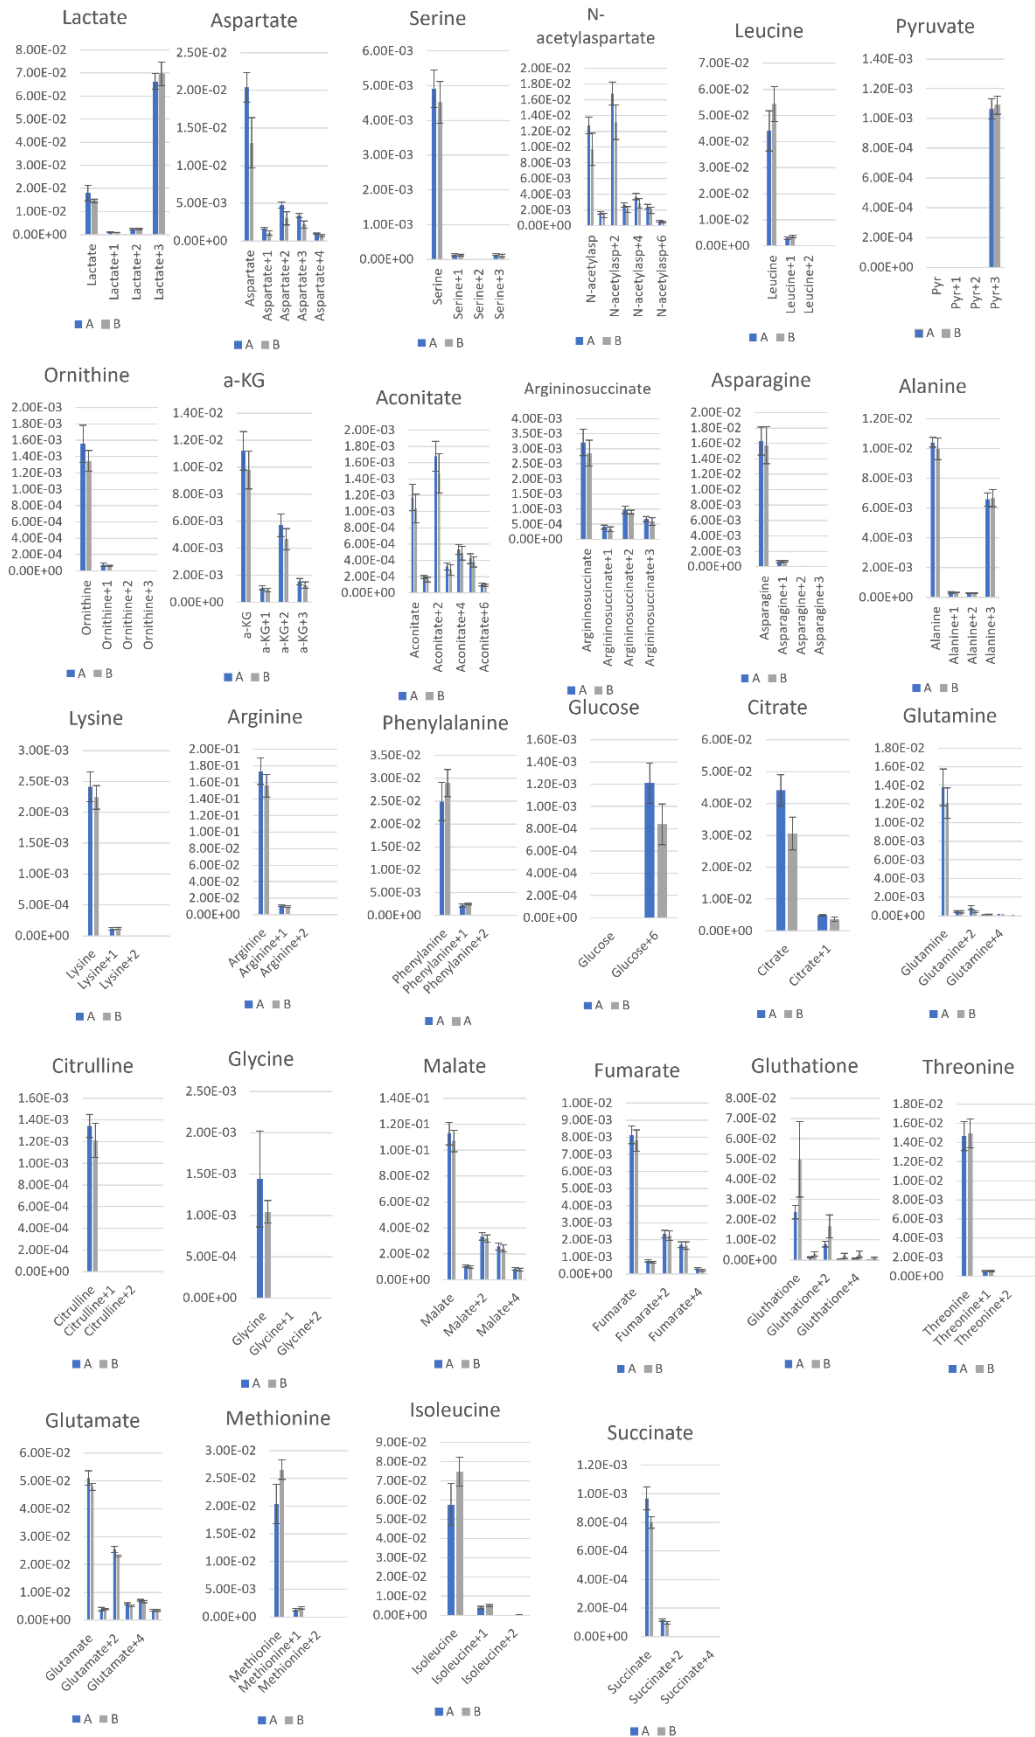 Lactate
8.00E-02
7.00E-02
6.00E-02
5.00E-02
4.00E-02
3.00E-02
2.00E-02
1.00E-02
0.00E+00
Lactate
Lactate+1
Lactate+2
Lactate+3
A B
Aspartate
2.50E-02
2.00E-02
1.50E-02
1.00E-02
5.00E-03
0.00E+00
Aspartate
Aspartate+1
Aspartate+2
Aspartate+3
Aspartate+4
A B
Serine
6.00E-03
5.00E-03
4.00E-03
3.00E-03
2.00E-03
1.00E-03
0.00E+00
Serine
Serine+1
Serine+2
Serine+3
A B
N-
acetylaspartate
2.00E-02
1.80E-02
1.60E-02
1.40E-02
1.20E-02
1.00E-02
8.00E-03
6.00E-03
4.00E-03
2.00E-03
0.00E+00
N-acetylasp
N-acetylasp+2
N-acetylasp+4
N-acetylasp+6
A B
Leucine
7.00E-02
6.00E-02
5.00E-02
4.00E-02
3.00E-02
2.00E-02
1.00E-02
0.00E+00
Leucine
Leucine+1
Leucine+2
A B
Pyruvate
1.40E-03
1.20E-03
1.00E-03
8.00E-04
6.00E-04
4.00E-04
2.00E-04
0.00E+00
Pyr
Pyr+1
Pyr+2
Pyr+3
A B
Ornithine
2.00E-03
1.80E-03
1.60E-03
1.40E-03
1.20E-03
1.00E-03
8.00E-04
6.00E-04
4.00E-04
2.00E-04
0.00E+00
Ornithine
Ornithine+1
Ornithine+2
Ornithine+3
A B
a-KG
1.40E-02
1.20E-02
1.00E-02
8.00E-03
6.00E-03
4.00E-03
2.00E-03
0.00E+00
a-KG
a-KG+1
a-KG+2
a-KG+3
A B
Aconitate
2.00E-03
1.80E-03
1.60E-03
1.40E-03
1.20E-03
1.00E-03
8.00E-04
6.00E-04
4.00E-04
2.00E-04
0.00E+00
Aconitate
Aconitate+2
Aconitate+4
Aconitate+6
A B
Argininosuccinate
4.00E-03
3.50E-03
3.00E-03
2.50E-03
2.00E-03
1.50E-03
1.00E-03
5.00E-04
0.00E+00
Argininosuccinate
Argininosuccinate+1
Argininosuccinate+2
Argininosuccinate+3
A B
Asparagine
2.00E-02
1.80E-02
1.60E-02
1.40E-02
1.20E-02
1.00E-02
8.00E-03
6.00E-03
4.00E-03
2.00E-03
0.00E+00
Asparagine
Asparagine+1
Asparagine+2
Asparagine+3
A B
Alanine
1.20E-02
1.00E-02
8.00E-03
6.00E-03
4.00E-03
2.00E-03
0.00E+00
Alanine
Alanine+1
Alanine+2
Alanine+3
A B
Lysine
3.00E-03
2.50E-03
2.00E-03
1.50E-03
1.00E-03
5.00E-04
0.00E+00
Lysine
Lysine+1
Lysine+2
A B
Arginine
2.00E-01
1.80E-01
1.60E-01
1.40E-01
1.20E-01
1.00E-01
8.00E-02
6.00E-02
4.00E-02
2.00E-02
0.00E+00
Arginine
Arginine+1
Arginine+2
A B
Phenylalanine
3.50E-02
3.00E-02
2.50E-02
2.00E-02
1.50E-02
1.00E-02
5.00E-03
0.00E+00
Phenylanine
Phenylanine+1
Phenylanine+2
A A
Glucose
1.60E-03
1.40E-03
1.20E-03
1.00E-03
8.00E-04
6.00E-04
4.00E-04
2.00E-04
0.00E+00
Glucose
Glucose+6
A B
Citrate
6.00E-02
5.00E-02
4.00E-02
3.00E-02
2.00E-02
1.00E-02
0.00E+00
Citrate
Citrate+1
A B
Glutamine
1.80E-02
1.60E-02
1.40E-02
1.20E-02
1.00E-02
8.00E-03
6.00E-03
4.00E-03
2.00E-03
0.00E+00
Glutamine
Glutamine+2
Glutamine+4
A B
Citrulline
1.60E-03
1.40E-03
1.20E-03
1.00E-03
8.00E-04
6.00E-04
4.00E-04
2.00E-04
0.00E+00
Citrulline
Citrulline+1
Citrulline+2
A B
Glycine
2.50E-03
2.00E-03
1.50E-03
1.00E-03
5.00E-04
0.00E+00
Glycine
Glycine+1
Glycine+2
A B
Malate
1.40E-01
1.20E-01
1.00E-01
8.00E-02
6.00E-02
4.00E-02
2.00E-02
0.00E+00
Malate
Malate+2
Malate+4
A B
Fumarate
1.00E-02
9.00E-03
8.00E-03
7.00E-03
6.00E-03
5.00E-03
4.00E-03
3.00E-03
2.00E-03
1.00E-03
0.00E+00
Fumarate
Fumarate+2
Fumarate+4
A B
Gluthatione
8.00E-02
7.00E-02
6.00E-02
5.00E-02
4.00E-02
3.00E-02
2.00E-02
1.00E-02
0.00E+00
Gluthatione
Gluthatione+2
Gluthatione+4
A B
Threonine
1.80E-02
1.60E-02
1.40E-02
1.20E-02
1.00E-02
8.00E-03
6.00E-03
4.00E-03
2.00E-03
0.00E+00
Threonine
Threonine+1
Threonine+2
A B
Glutamate
6.00E-02
5.00E-02
4.00E-02
3.00E-02
2.00E-02
1.00E-02
0.00E+00
Glutamate
Glutamate+2
Glutamate+4
A B
Methionine
3.00E-02
2.50E-02
2.00E-02
1.50E-02
1.00E-02
5.00E-03
0.00E+00
Methionine
Methionine+1
Methionine+2
A B
Isoleucine
9.00E-02
8.00E-02
7.00E-02
6.00E-02
5.00E-02
4.00E-02
3.00E-02
2.00E-02
1.00E-02
0.00E+00
Isoleucine
Isoleucine+1
Isoleucine+2
A B
Succinate
1.20E-03
1.00E-03
8.00E-04
6.00E-04
4.00E-04
2.00E-04
0.00E+00
Succinate
Succinate+2
Succinate+4
A B